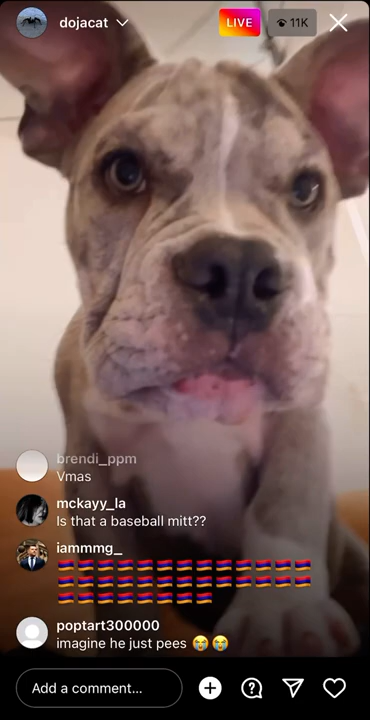 dojacat
LIVE
11K
brendi_ppm
Vmas
mckayy_la
Is that a baseball mitt??
iammmg_
🇦🇲🇦🇲🇦🇲🇦🇲🇦🇲🇦🇲🇦🇲🇦🇲🇦🇲🇦🇲🇦🇲🇦🇲🇦🇲
🇦🇲🇦🇲🇦🇲🇦🇲🇦🇲🇦🇲🇦🇲🇦🇲🇦🇲🇦🇲🇦🇲🇦🇲🇦🇲
🇦🇲🇦🇲🇦🇲🇦🇲🇦🇲🇦🇲🇦🇲🇦🇲
poptart300000
imagine he just pees 😭😭
Add a comment...